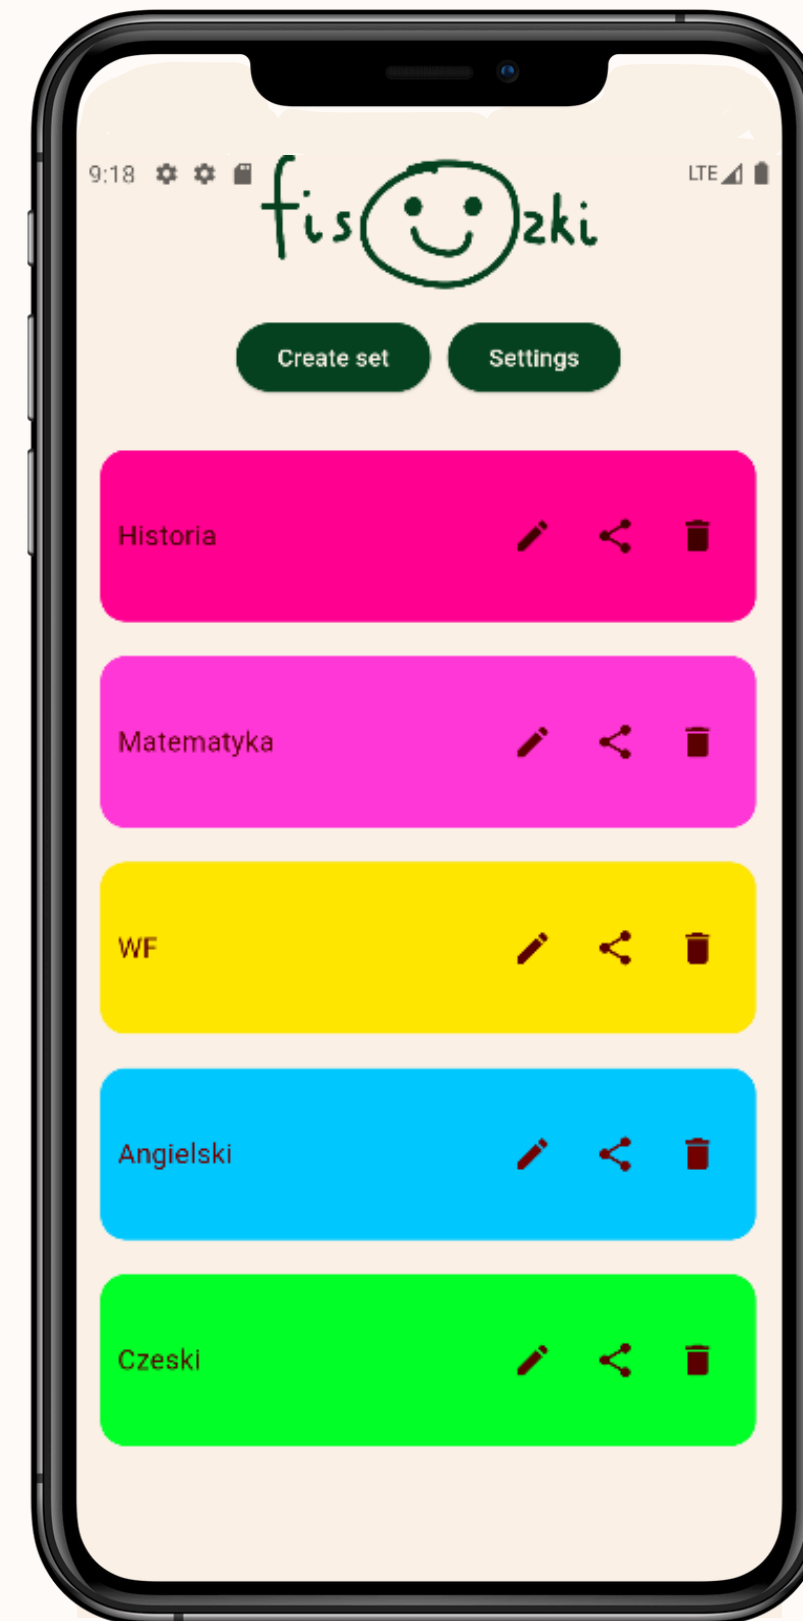 9:18 LTE
fis zki
Create set Settings
Historia
Matematyka
WF
Angielski
Czeski